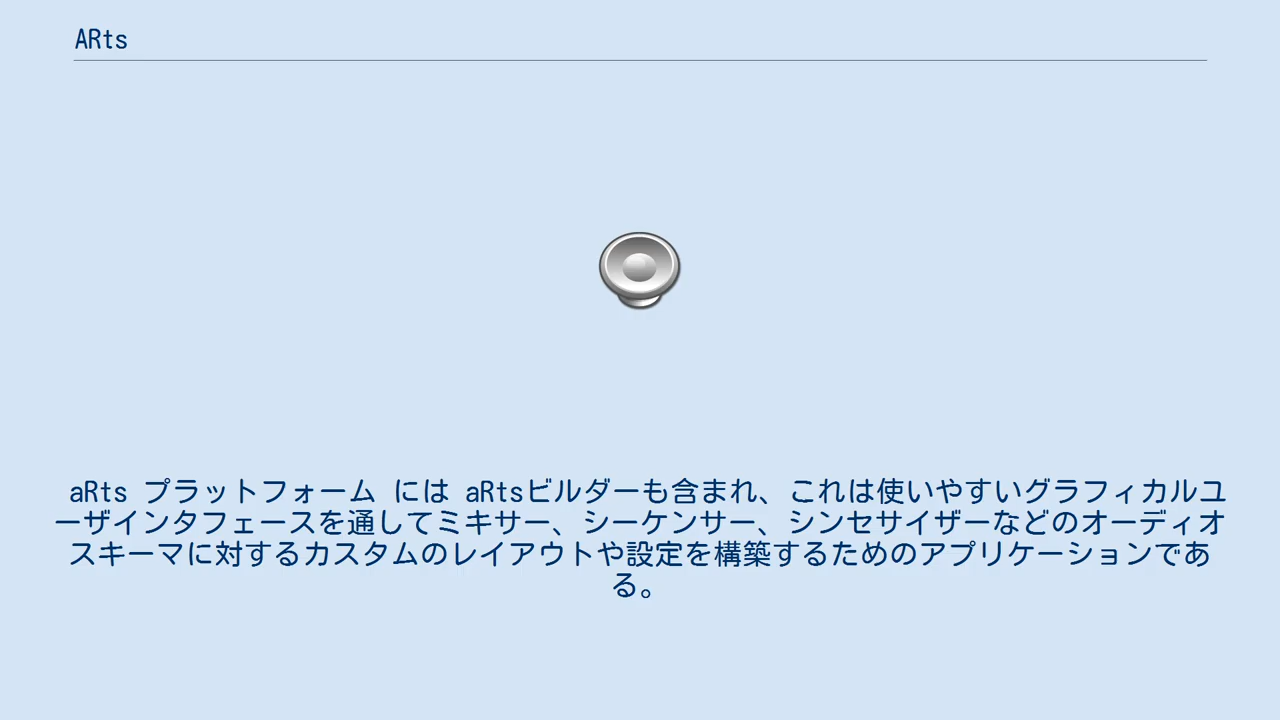 ARts
aRts プラットフォーム には aRtsビルダーも含まれ、これは使いやすいグラフィカルユ
ーザインタフェースを通してミキサー、シーケンサー、シンセサイザーなどのオーディオ
スキーマに対するカスタムのレイアウトや設定を構築するためのアプリケーションであ
る。